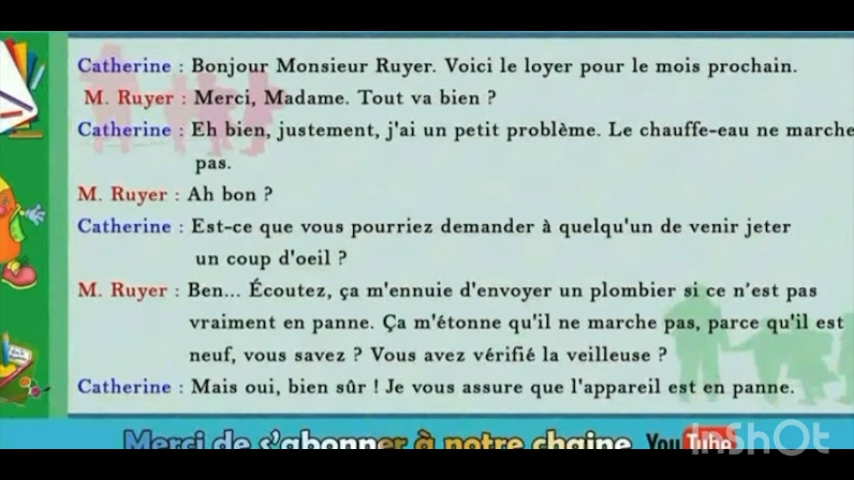 Catherine : Bonjour Monsieur Ruyer. Voici le loyer pour le mois prochain.
M. Ruyer : Merci, Madame. Tout va bien ?
Catherine : Eh bien, justement, j'ai un petit problème. Le chauffe-eau ne marche
pas.
M. Ruyer : Ah bon ?
Catherine : Est-ce que vous pourriez demander à quelqu'un de venir jeter
un coup d'oeil ?
M. Ruyer : Ben... Écoutez, ça m'ennuie d'envoyer un plombier si ce n'est pas
vraiment en panne. Ça m'étonne qu'il ne marche pas, parce qu'il est
neuf, vous savez ? Vous avez vérifié la veilleuse ?
Catherine : Mais oui, bien sûr ! Je vous assure que l'appareil est en panne.
Merci de s'abonner à notre chaine YouTube
InShOt